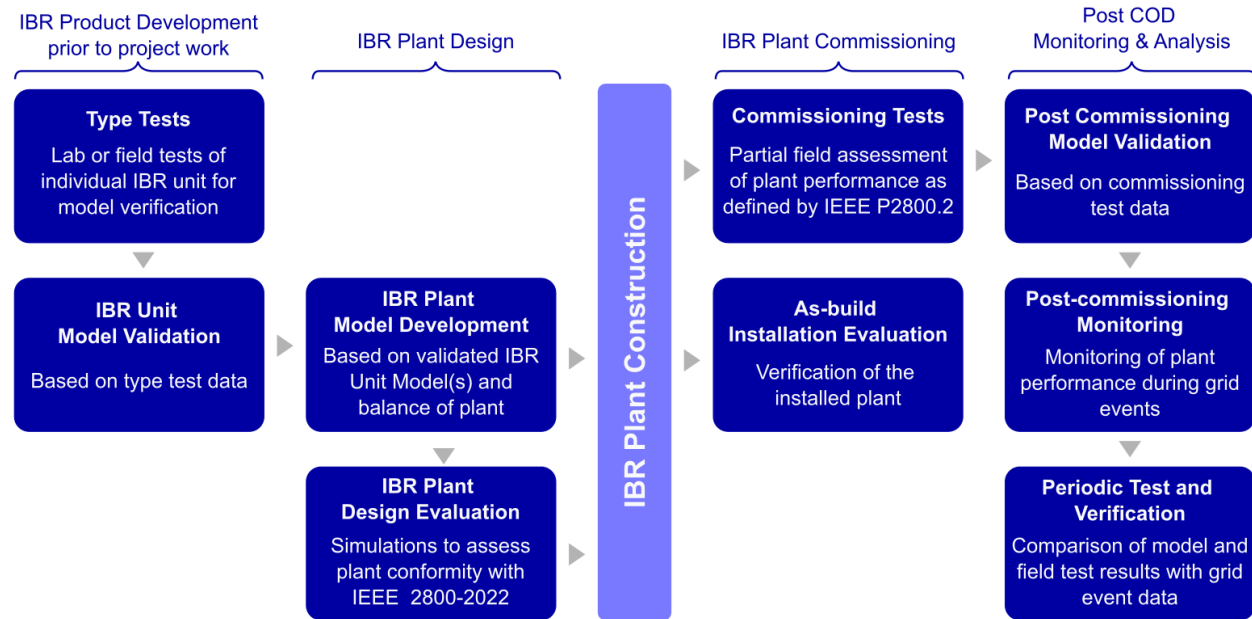 IBR Product Development
prior to project work
Type Tests
Lab or field tests of
individual IBR unit for
model verification
IBR Unit
Model Validation
Based on type test data
IBR Plant Design
IBR Plant
Model Development
Based on validated IBR
Unit Model(s) and
balance of plant
IBR Plant
Design Evaluation
Simulations to assess
plant conformity with
IEEE 2800-2022
IBR Plant Construction
IBR Plant Commissioning
Commissioning Tests
Partial field assessment
of plant performance as
defined by IEEE P2800.2
As-build
Installation Evaluation
Verification of the
installed plant
Post COD
Monitoring & Analysis
Post Commissioning
Model Validation
Based on commissioning
test data
Post-commissioning
Monitoring
Monitoring of plant
performance during grid
events
Periodic Test and
Verification
Comparison of model and
field test results with grid
event data